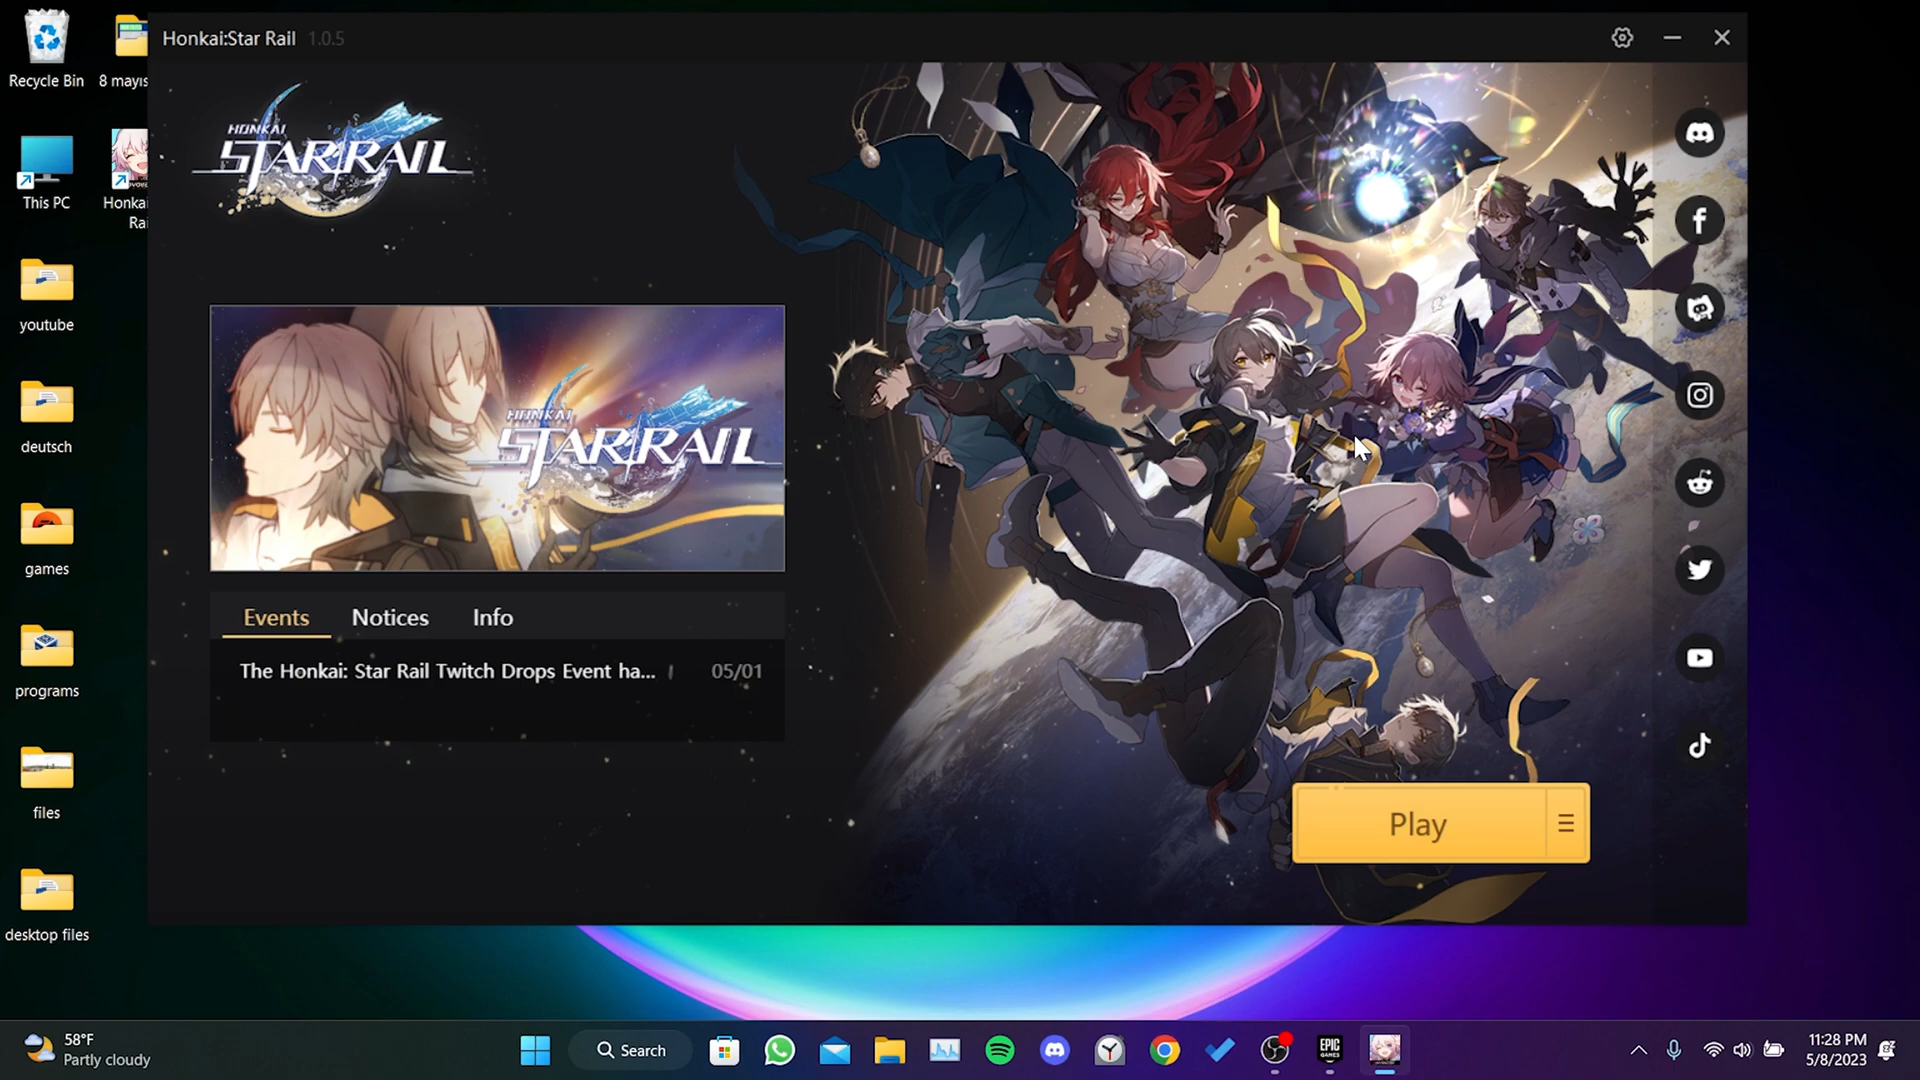 Honkai:Star Rail 1.0.5
Recycle Bin
8 mayıs
This PC
Honkai
Rai
youtube
deutsch
games
programs
files
desktop files
HONKAI
STAR RAIL
HONKAI
STAR RAIL
Events Notices Info
The Honkai: Star Rail Twitch Drops Event ha... 05/01
Play
58°F
Partly cloudy
Search
EPIC
GAMES
11:28 PM
5/8/2023